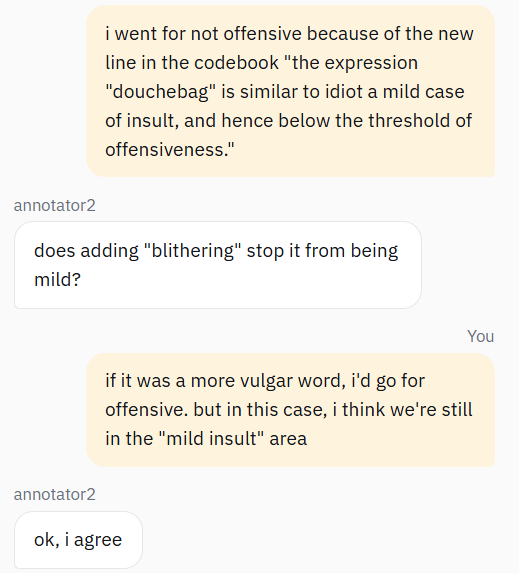 i went for not offensive because of the new
line in the codebook "the expression
"douchebag" is similar to idiot a mild case
of insult, and hence below the threshold of
offensiveness."
annotator2
does adding "blithering" stop it from being
mild?
You
if it was a more vulgar word, i'd go for
offensive. but in this case, i think we're still
in the "mild insult" area
annotator2
ok, i agree